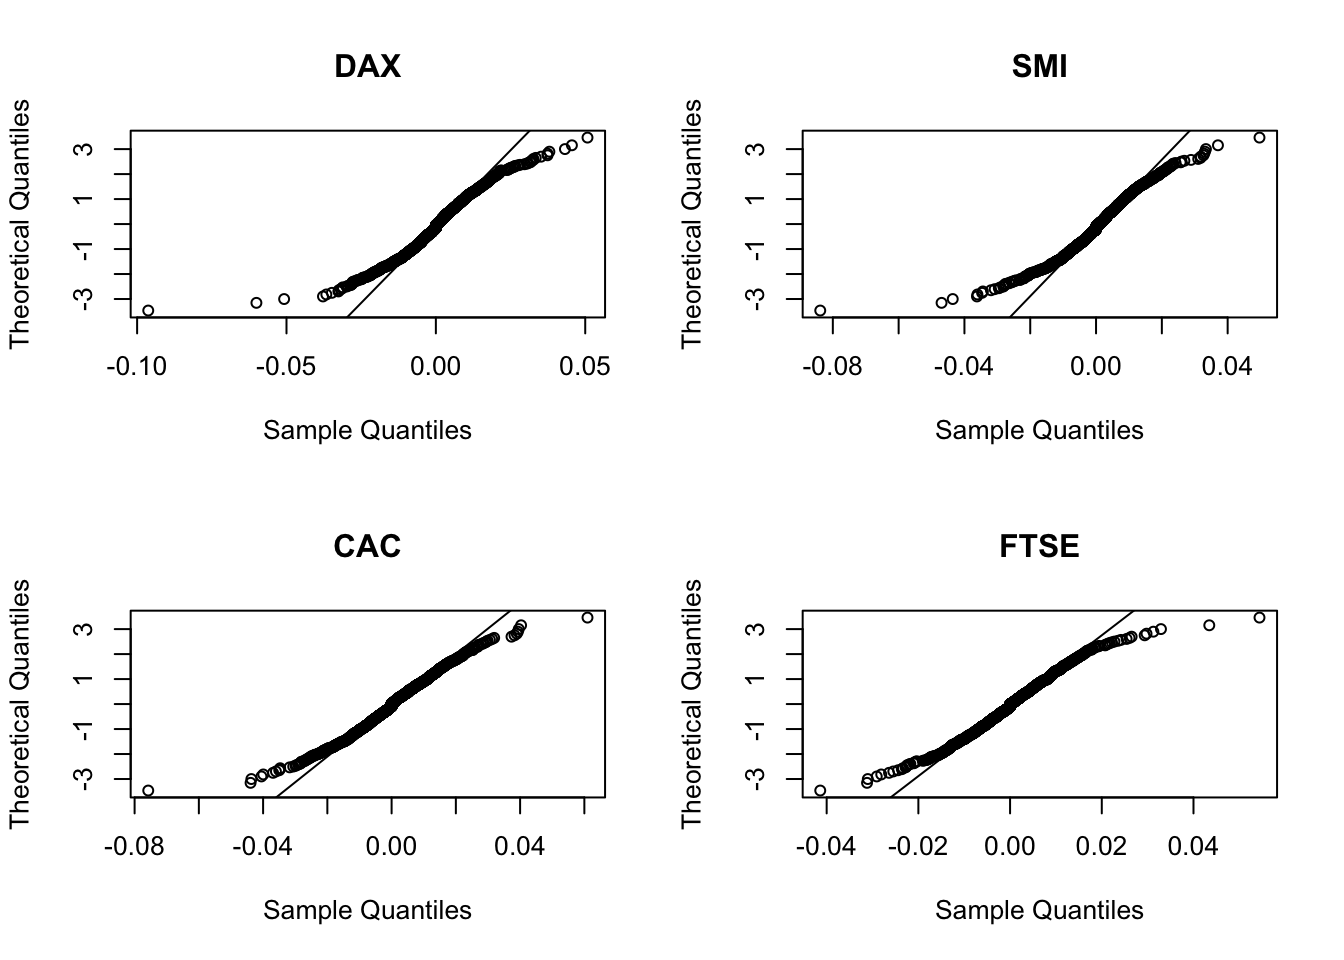 DAX
Theoretical Quantiles
3
1
-1
-3
-0.10 -0.05 0.00 0.05
Sample Quantiles
SMI
Theoretical Quantiles
3
1
-1
-3
-0.08 -0.04 0.00 0.04
Sample Quantiles
CAC
Theoretical Quantiles
3
1
-1
-3
-0.08 -0.04 0.00 0.04
Sample Quantiles
FTSE
Theoretical Quantiles
3
1
-1
-3
-0.04 -0.02 0.00 0.02 0.04
Sample Quantiles